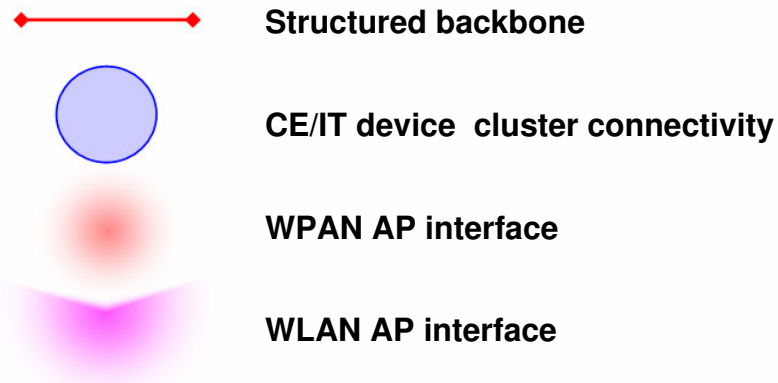 Structured backbone
CE/IT device cluster connectivity
WPAN AP interface
WLAN AP interface